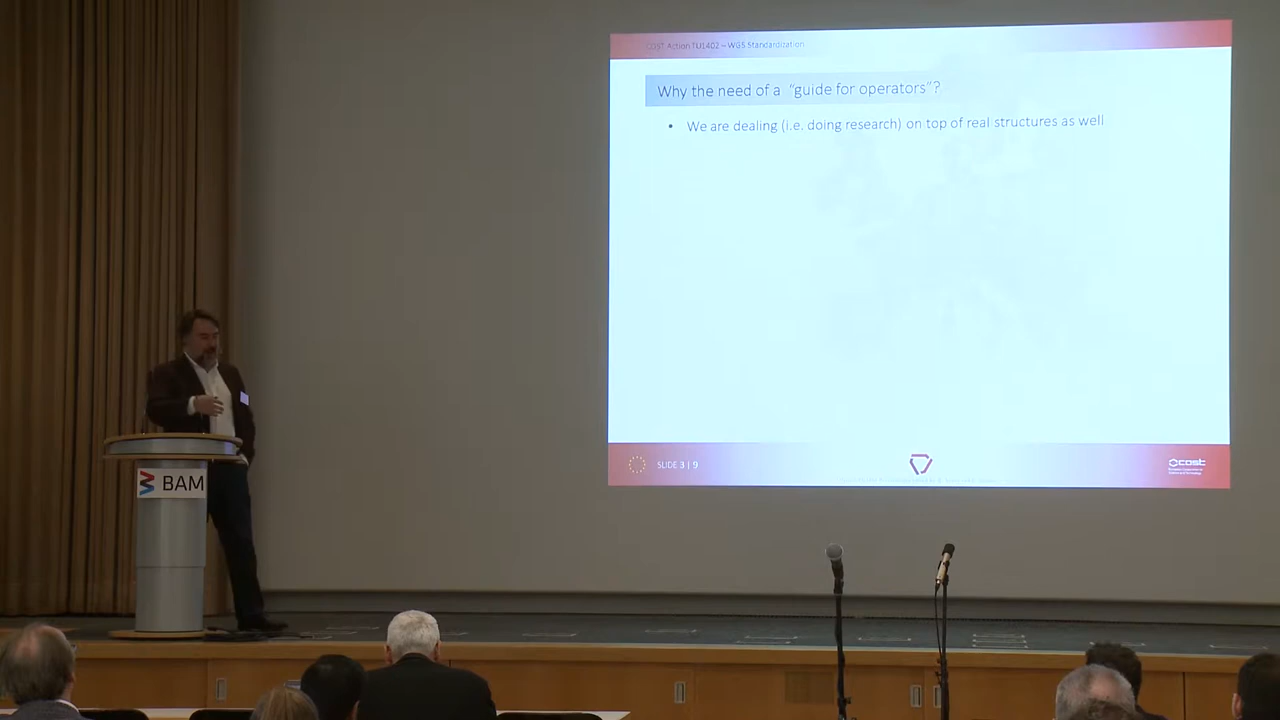 COST Action TU1402 – WG5 Standardization
Why the need of a "guide for operators"?
• We are dealing (i.e. doing research) on top of real structures as well
SLIDE 3 | 9
cost
BAM